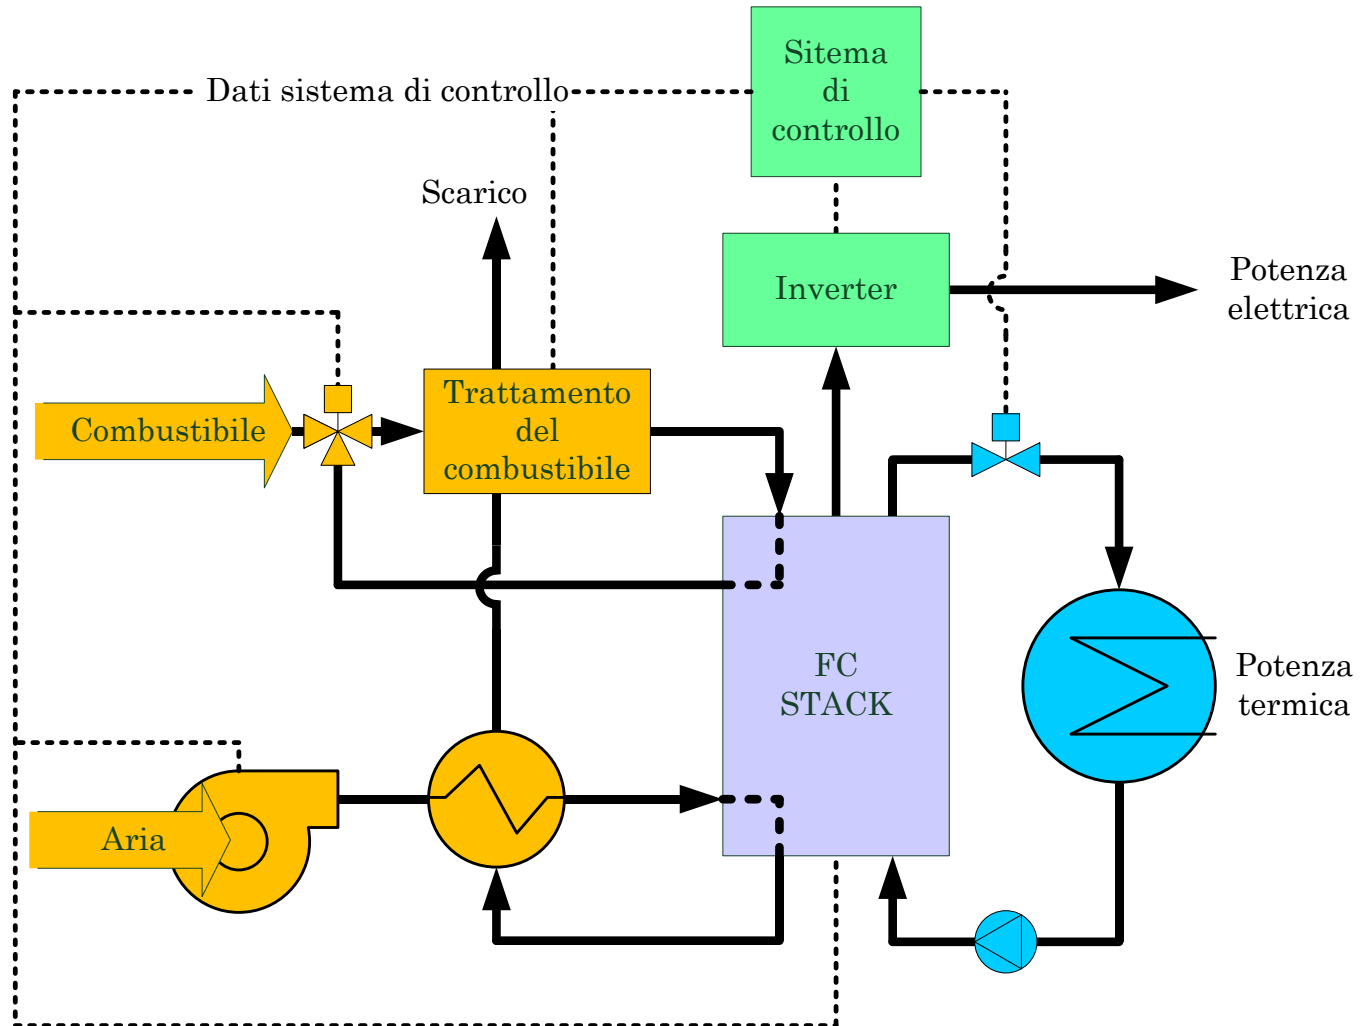 Sitema
di
controllo
Dati sistema di controllo
Scarico
Inverter
Potenza
elettrica
Combustibile
Trattamento
del
combustibile
FC
STACK
Potenza
termica
Aria